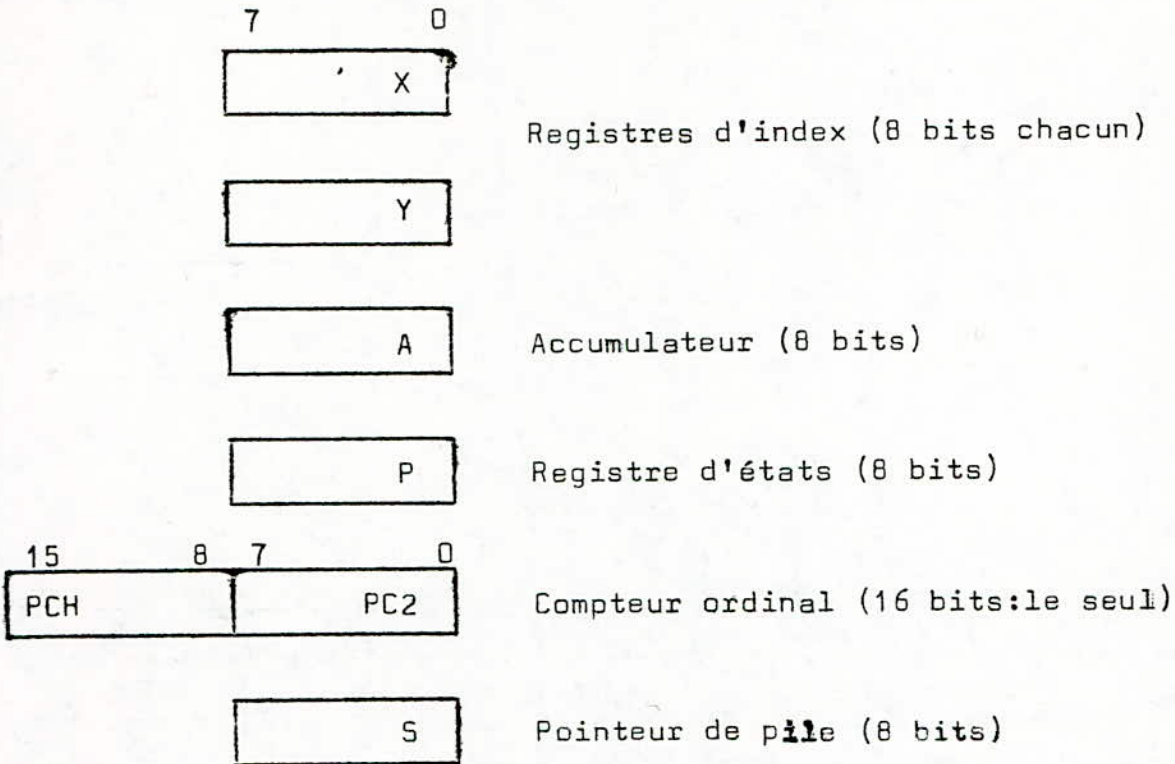 7 0
X
Registres d'index (8 bits chacun)
Y
A Accumulateur (8 bits)
P Registre d'états (8 bits)
15 8 7 0
PCH PC2 Compteur ordinal (16 bits:le seul)
S Pointeur de pile (8 bits)